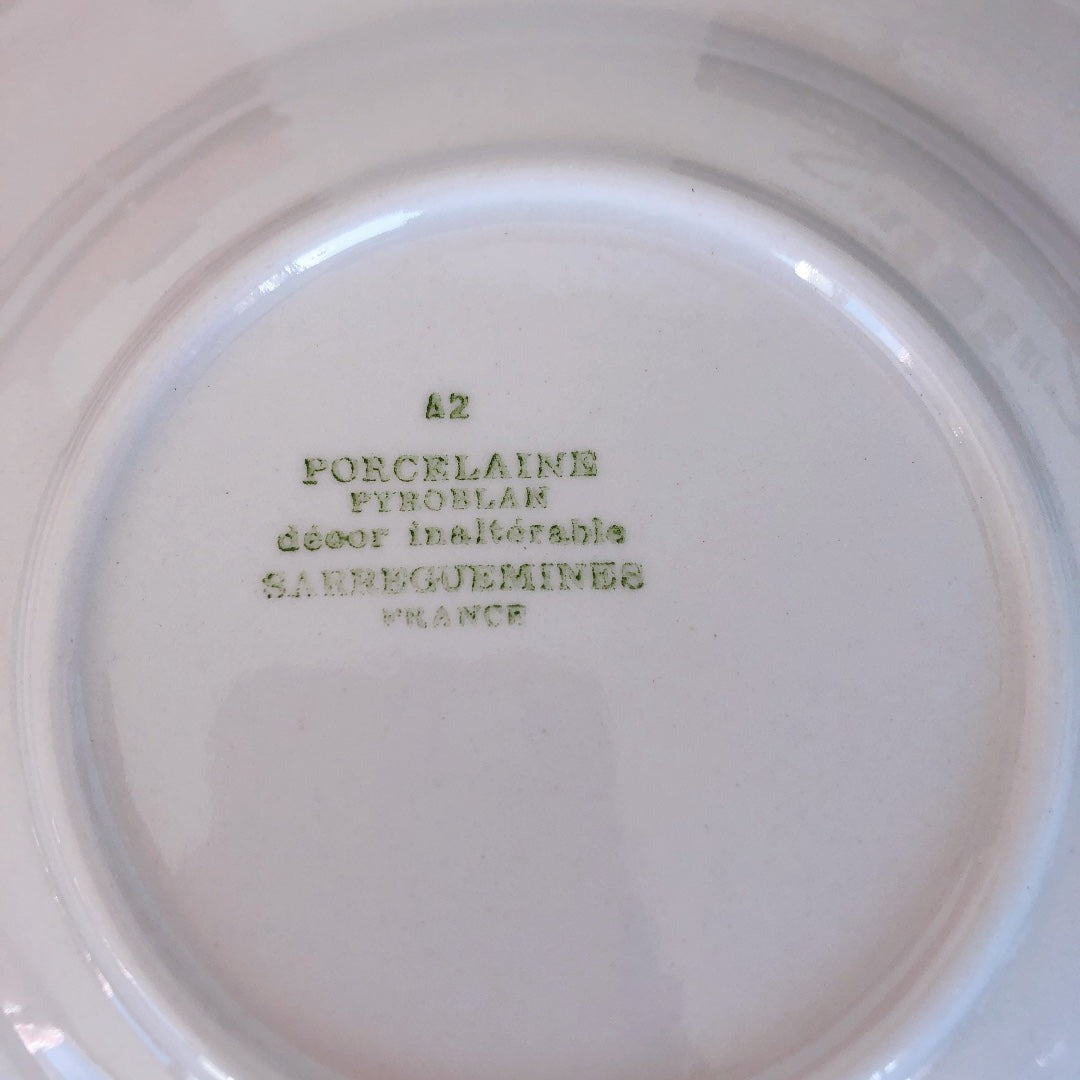 A2
PORCELAINE
PYROBLAN
décor inaltérable
SARREGUEMINES
FRANCE